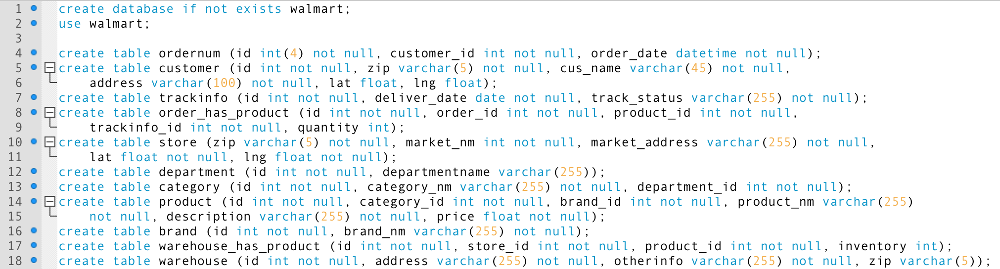 1 create database if not exists walmart;
2 use walmart;
3
4 create table ordernum (id int(4) not null, customer_id int not null, order_date datetime not null);
5 create table customer (id int not null, zip varchar(5) not null, cus_name varchar(45) not null,
6 address varchar(100) not null, lat float, lng float);
7 create table trackinfo (id int not null, deliver_date date not null, track_status varchar(255) not null);
8 create table order_has_product (id int not null, order_id int not null, product_id int not null,
9 trackinfo_id int not null, quantity int);
10 create table store (zip varchar(5) not null, market_nm int not null, market_address varchar(255) not null,
11 lat float not null, lng float not null);
12 create table department (id int not null, departmentname varchar(255));
13 create table category (id int not null, category_nm varchar(255) not null, department_id int not null);
14 create table product (id int not null, category_id int not null, brand_id int not null, product_nm varchar(255)
15 not null, description varchar(255) not null, price float not null);
16 create table brand (id int not null, brand_nm varchar(255) not null);
17 create table warehouse_has_product (id int not null, store_id int not null, product_id int not null, inventory int);
18 create table warehouse (id int not null, address varchar(255) not null, otherinfo varchar(255) not null, zip varchar(5));